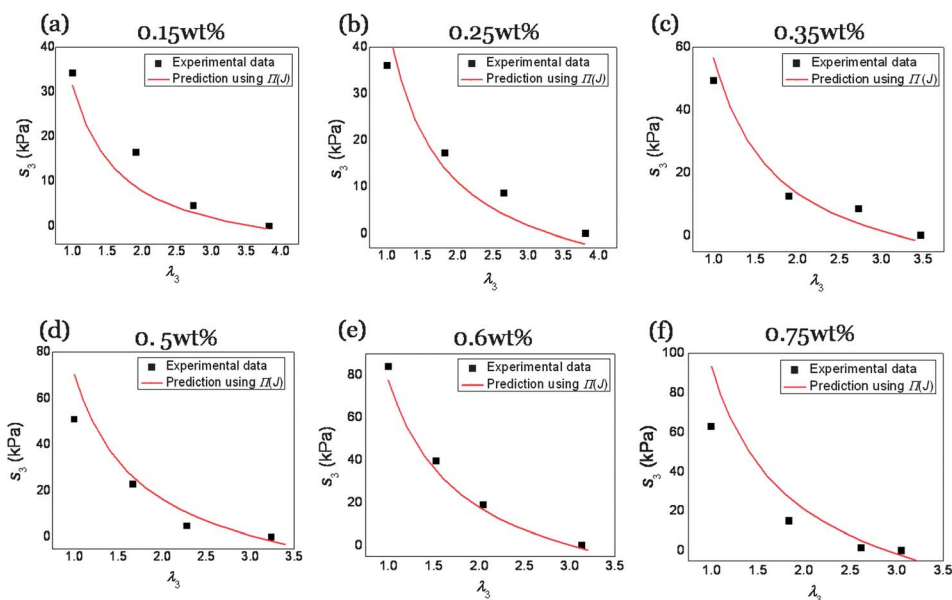 (a) 0.15wt%
Experimental data
Prediction using Π(J)
s₃ (kPa)
40
30
20
10
0
1.0 1.5 2.0 2.5 3.0 3.5 4.0
λ₃
(b) 0.25wt%
Experimental data
Prediction using Π(J)
s₃ (kPa)
40
30
20
10
0
1.0 1.5 2.0 2.5 3.0 3.5 4.0
λ₃
(c) 0.35wt%
Experimental data
Prediction using Π(J)
s₃ (kPa)
60
40
20
0
1.0 1.5 2.0 2.5 3.0 3.5
λ₃
(d) 0.5wt%
Experimental data
Prediction using Π(J)
s₃ (kPa)
80
60
40
20
0
1.0 1.5 2.0 2.5 3.0 3.5
λ₃
(e) 0.6wt%
Experimental data
Prediction using Π(J)
s₃ (kPa)
80
60
40
20
0
1.0 1.5 2.0 2.5 3.0 3.5
λ₃
(f) 0.75wt%
Experimental data
Prediction using Π(J)
s₃ (kPa)
100
80
60
40
20
0
1.0 1.5 2.0 2.5 3.0 3.5
λ₃